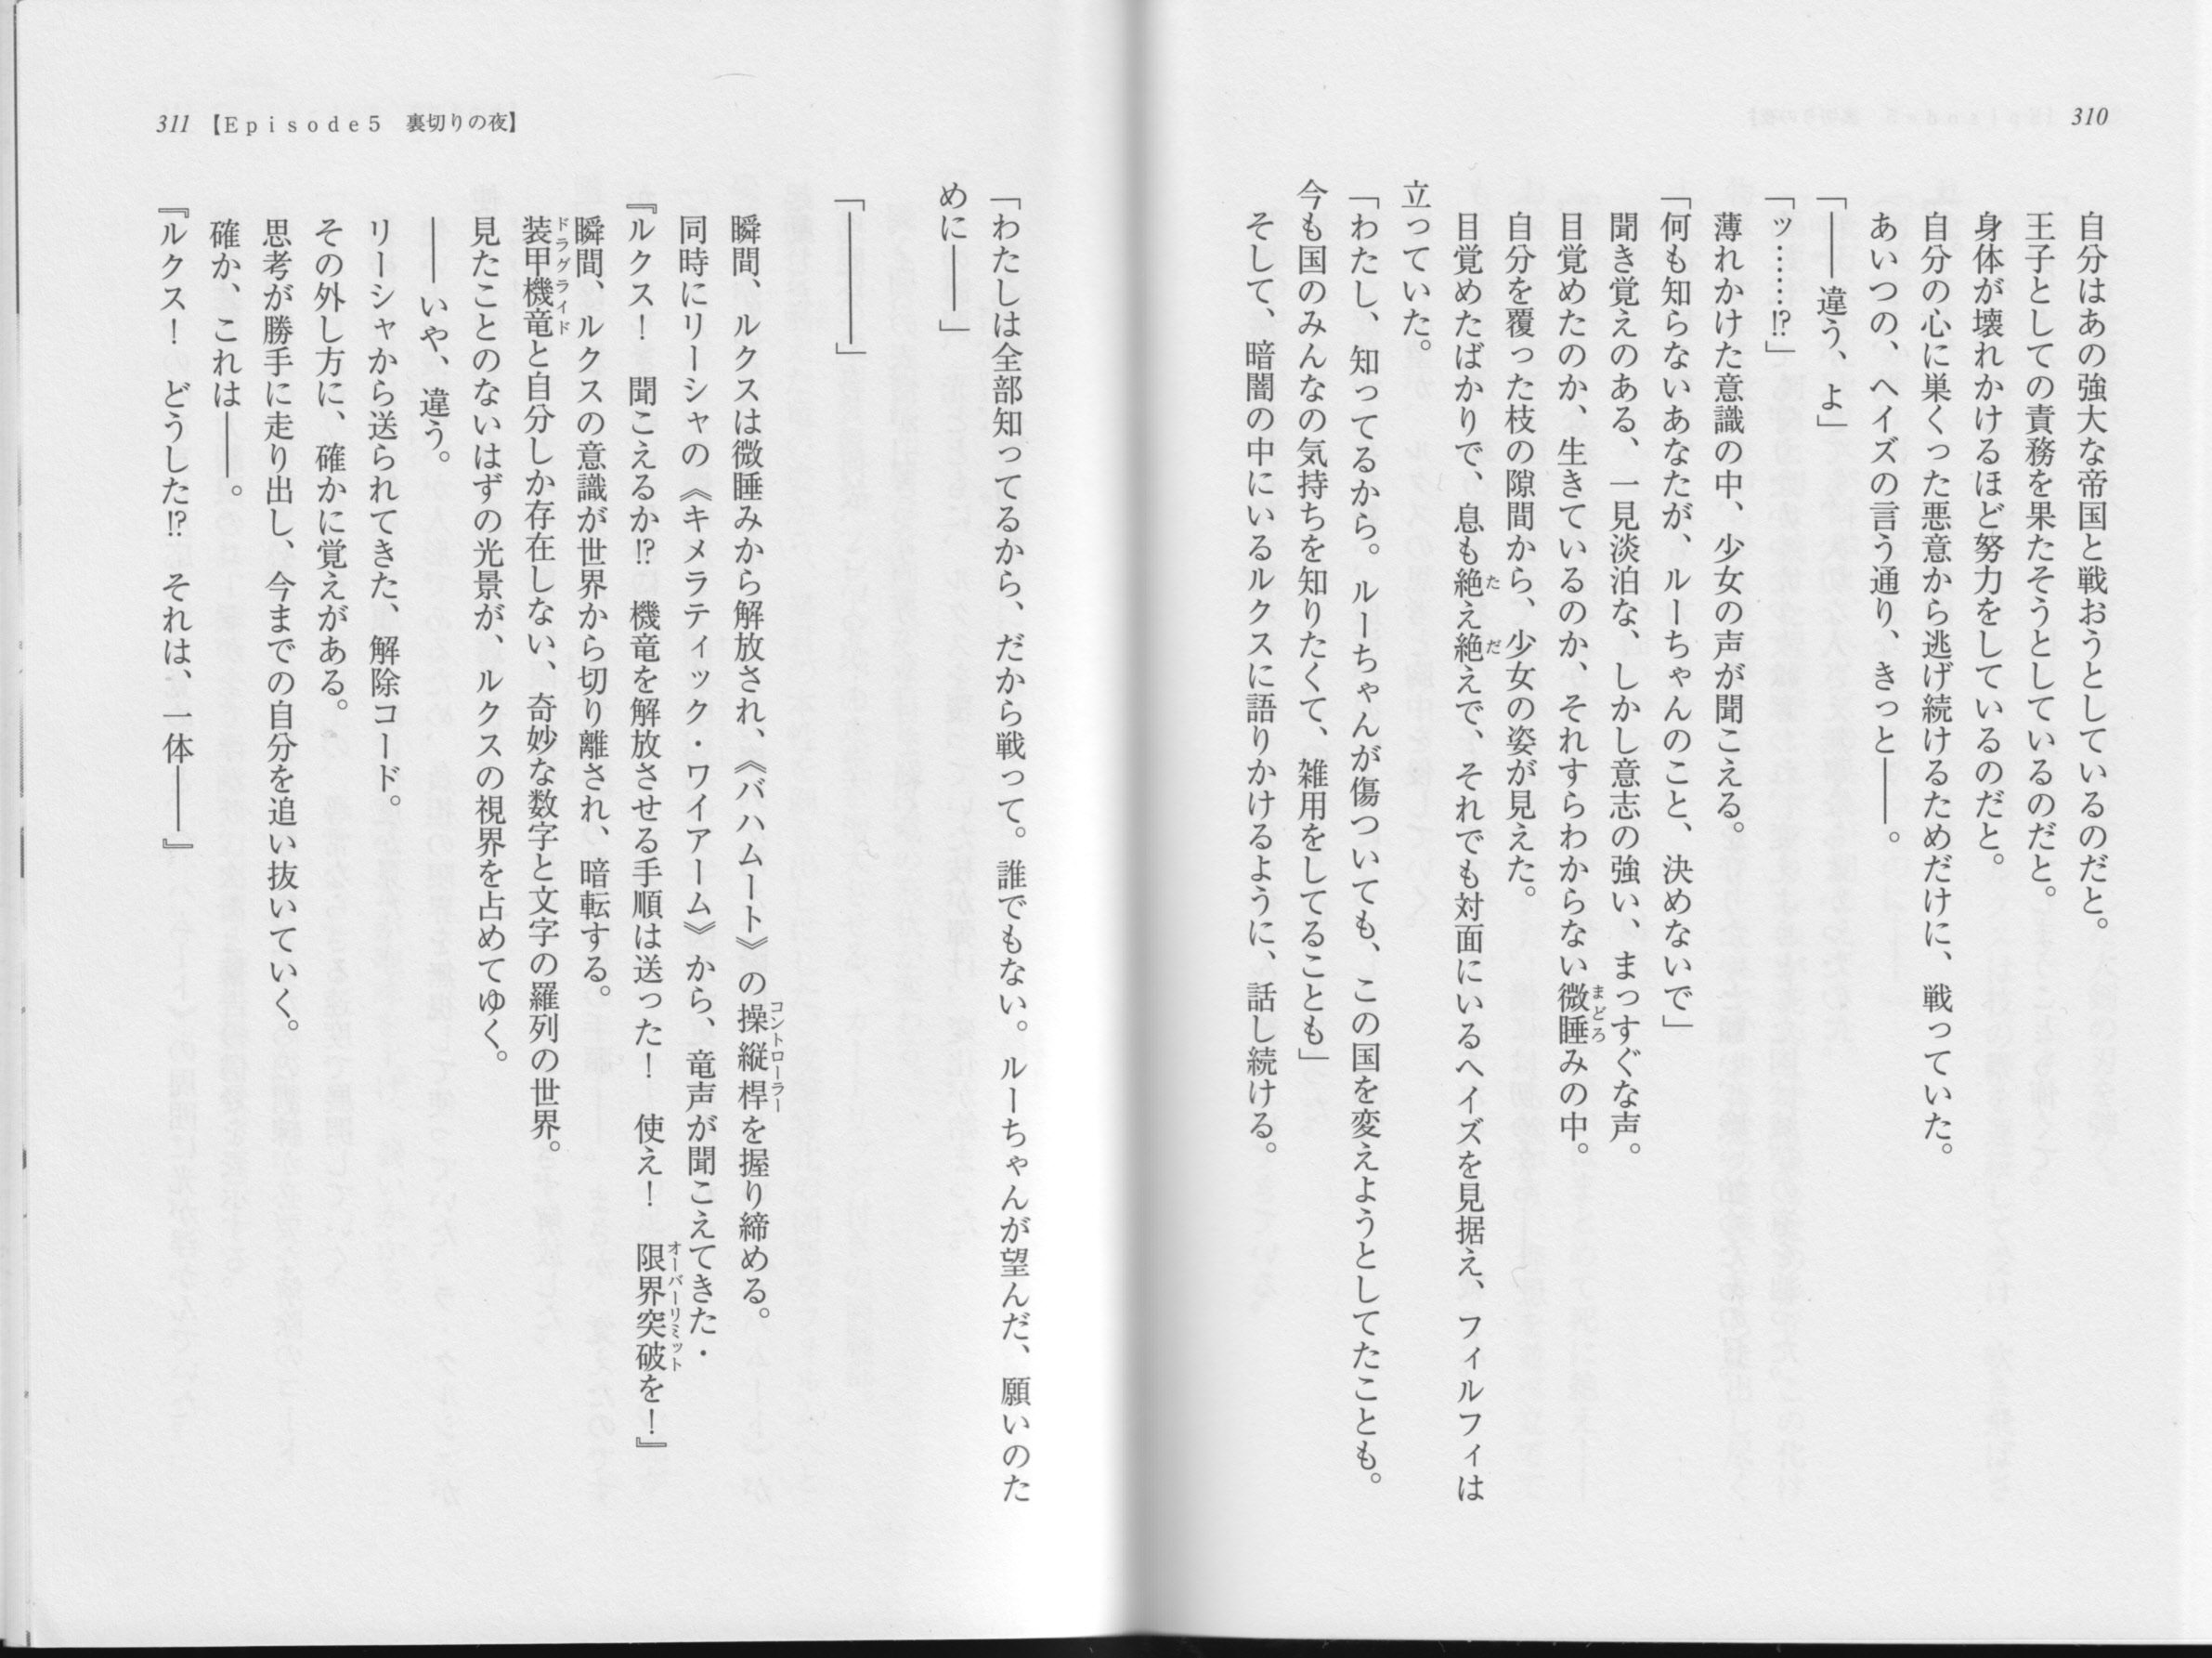 310
自分はあの強大な帝国と戦おうとしているのだと。
王子としての責務を果たそうとしているのだと。
身体が壊れかけるほど努力をしているのだと。
自分の心に巣くった悪意から逃げ続けるためだけに、戦っていた。
あいつの、ヘイズの言う通り、きっと――。
「――違う、よ」
「ッ……⁉」
薄れかけた意識の中、少女の声が聞こえる。
「何も知らないあなたが、ルーちゃんのこと、決めないで」
聞き覚えのある、一見淡泊な、しかし意志の強い、まっすぐな声。
目覚めたのか、生きているのか、それすらわからない微睡みの中。
まどろ
自分を覆った枝の隙間から、少女の姿が見えた。
目覚めたばかりで、息も絶え絶えで、それでも対面にいるヘイズを見据え、フィルフィは
た だ
立っていた。
「わたし、知ってるから。ルーちゃんが傷ついても、この国を変えようとしてたことも。
今も国のみんなの気持ちを知りたくて、雑用をしてることも」
そして、暗闇の中にいるルクスに語りかけるように、話し続ける。
311 【Episode5　裏切りの夜】
「わたしは全部知ってるから、だから戦って。誰でもない。ルーちゃんが望んだ、願いのた
めに――」
「――――」
瞬間、ルクスは微睡みから解放され、《バハムート》の操縦桿を握り締める。
コントローラー
同時にリーシャの《キメラティック・ワイアーム》から、竜声が聞こえてきた・
『ルクス！　聞こえるか⁉　機竜を解放させる手順は送った！　使え！　限界突破を！』
オーバーリミット
瞬間、ルクスの意識が世界から切り離され、暗転する。
装甲機竜と自分しか存在しない、奇妙な数字と文字の羅列の世界。
ドラグライド
見たことのないはずの光景が、ルクスの視界を占めてゆく。
――いや、違う。
リーシャから送られてきた、解除コード。
その外し方に、確かに覚えがある。
思考が勝手に走り出し、今までの自分を追い抜いていく。
確か、これは――。
『ルクス！　どうした⁉　それは、一体――』